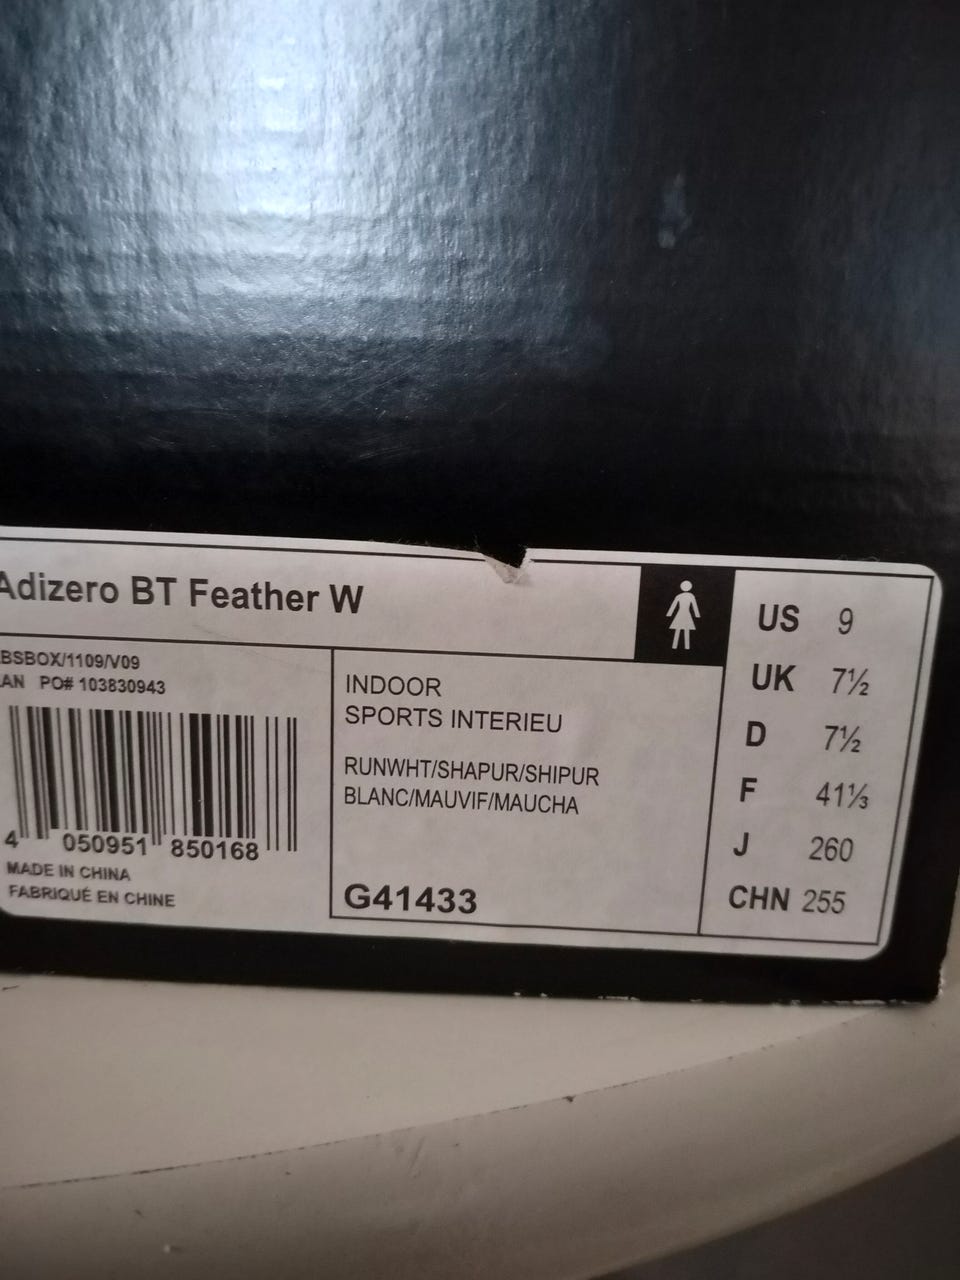 Adizero BT Feather W
BSBOX/1109/V09
AN PO# 103830943
4 050951 850168
MADE IN CHINA
FABRIQUÉ EN CHINE
INDOOR
SPORTS INTERIEU
RUNWHT/SHAPUR/SHIPUR
BLANC/MAUVIF/MAUCHA
G41433
US 9
UK 7½
D 7½
F 41⅓
J 260
CHN 255